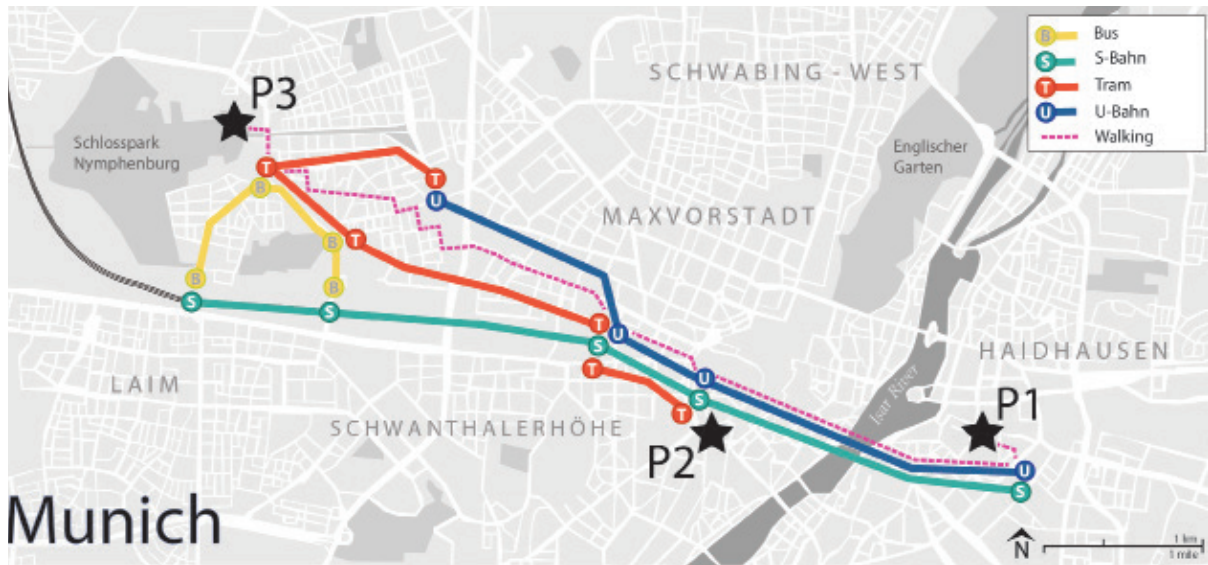 P3
Schlosspark
Nymphenburg
SCHWABING - WEST
Englischer
Garten
MAXVORSTADT
B Bus
S S-Bahn
T Tram
U U-Bahn
Walking
T
T
U
B
T
B
B
B
S
S
T
U
S
T
U
S
T
LAIM
SCHWANTHALERHÖHE
P2
Isar River
HAIDHAUSEN
P1
U
S
Munich
N
1 km
1 mile